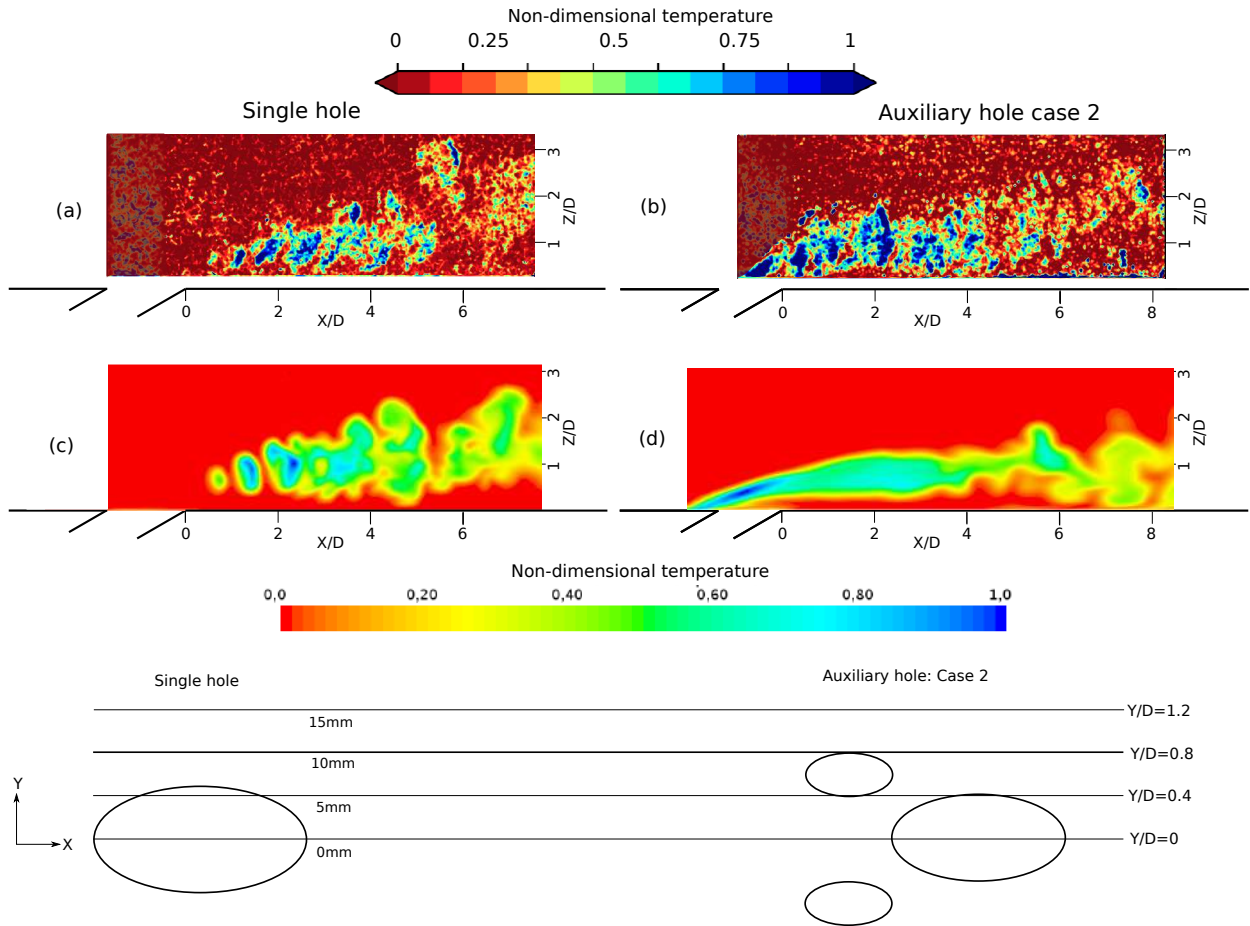 Non-dimensional temperature
0 0.25 0.5 0.75 1
Single hole
Auxiliary hole case 2
(a)
3
2
1
Z/D
0 2 4 6
X/D
(b)
3
2
1
Z/D
0 2 4 6 8
X/D
(c)
3
2
1
Z/D
0 2 4 6
X/D
(d)
3
2
1
Z/D
0 2 4 6 8
X/D
Non-dimensional temperature
0,0 0,20 0,40 0,60 0,80 1,0
Single hole
Auxiliary hole: Case 2
15mm
Y/D=1.2
10mm
Y/D=0.8
5mm
Y/D=0.4
0mm
Y/D=0
Y
X